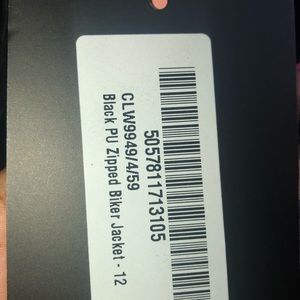 5057811713105
CLW9949/4/59
Black PU Zipped Biker Jacket - 12